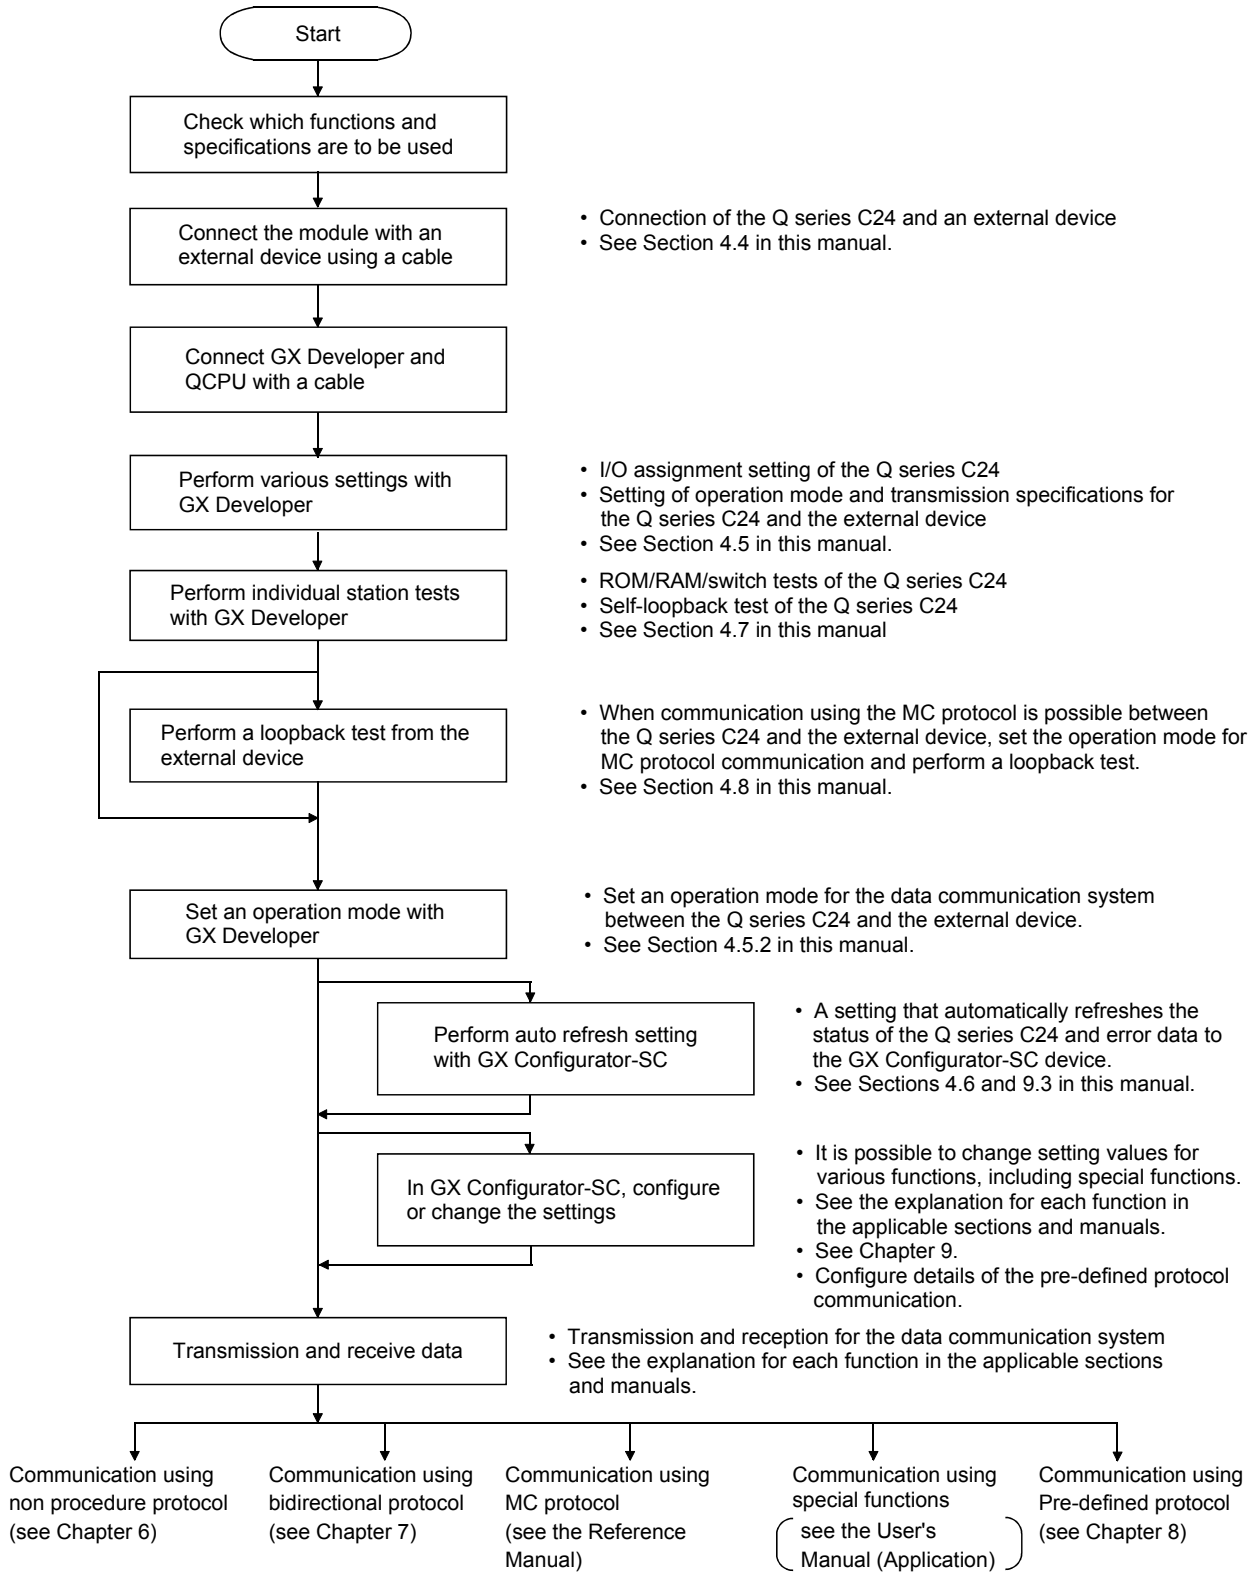 Start
Check which functions and
specifications are to be used
Connect the module with an
external device using a cable
• Connection of the Q series C24 and an external device
• See Section 4.4 in this manual.
Connect GX Developer and
QCPU with a cable
Perform various settings with
GX Developer
• I/O assignment setting of the Q series C24
• Setting of operation mode and transmission specifications for
the Q series C24 and the external device
• See Section 4.5 in this manual.
Perform individual station tests
with GX Developer
• ROM/RAM/switch tests of the Q series C24
• Self-loopback test of the Q series C24
• See Section 4.7 in this manual
Perform a loopback test from the
external device
• When communication using the MC protocol is possible between
the Q series C24 and the external device, set the operation mode for
MC protocol communication and perform a loopback test.
• See Section 4.8 in this manual.
Set an operation mode with
GX Developer
• Set an operation mode for the data communication system
between the Q series C24 and the external device.
• See Section 4.5.2 in this manual.
Perform auto refresh setting
with GX Configurator-SC
• A setting that automatically refreshes the
status of the Q series C24 and error data to
the GX Configurator-SC device.
• See Sections 4.6 and 9.3 in this manual.
In GX Configurator-SC, configure
or change the settings
• It is possible to change setting values for
various functions, including special functions.
• See the explanation for each function in
the applicable sections and manuals.
• See Chapter 9.
• Configure details of the pre-defined protocol
communication.
Transmission and receive data
• Transmission and reception for the data communication system
• See the explanation for each function in the applicable sections
and manuals.
Communication using
non procedure protocol
(see Chapter 6)
Communication using
bidirectional protocol
(see Chapter 7)
Communication using
MC protocol
(see the Reference
Manual)
Communication using
special functions
(see the User's
Manual (Application))
Communication using
Pre-defined protocol
(see Chapter 8)